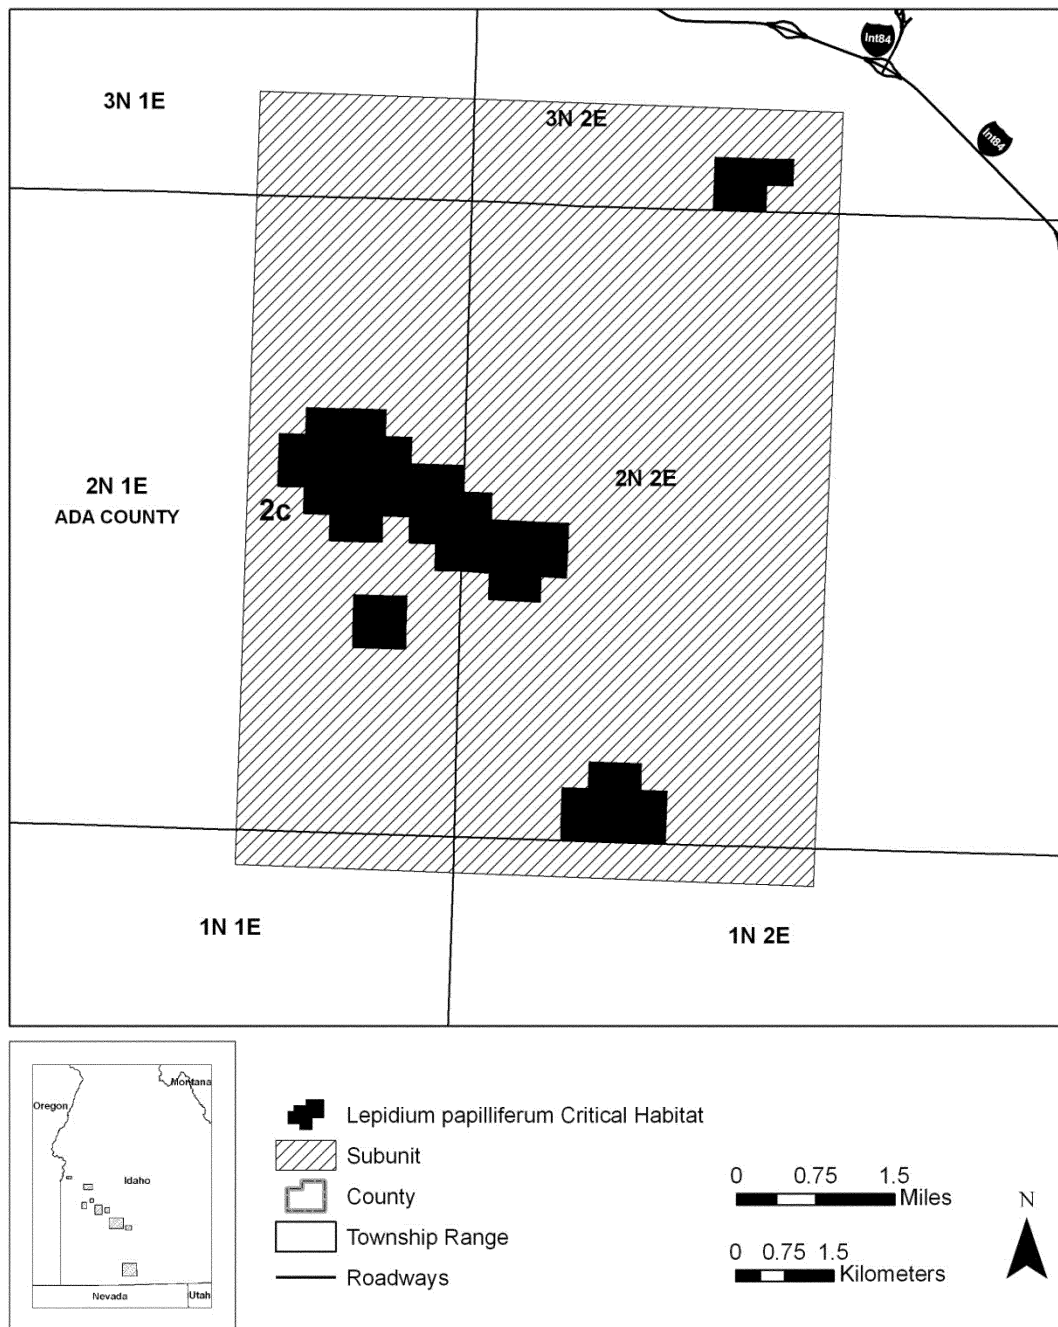 Int84
3N 1E
3N 2E
Int84
2N 1E
ADA COUNTY
2N 2E
2c
1N 1E
1N 2E
Oregon
Montana
Idaho
Nevada
Utah
Lepidium papilliferum Critical Habitat
Subunit
County
Township Range
Roadways
0 0.75 1.5
Miles
0 0.75 1.5
Kilometers
N